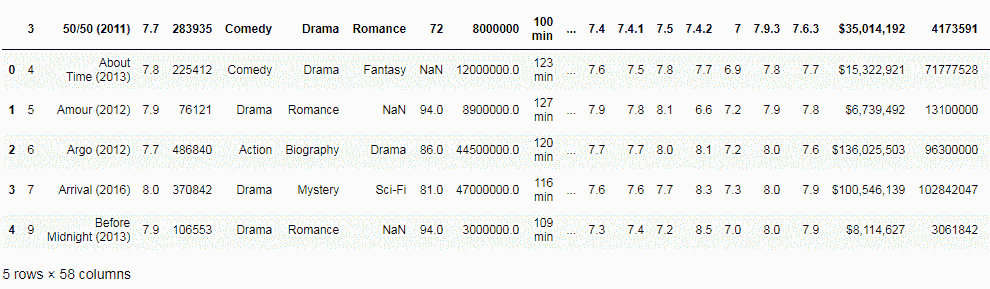 3 50/50 (2011) 7.7 283935 Comedy Drama Romance 72 8000000 100 min ... 7.4 7.4.1 7.5 7.4.2 7 7.9.3 7.6.3 $35,014,192 4173591
0 4 About Time (2013) 7.8 225412 Comedy Drama Fantasy NaN 12000000.0 123 min ... 7.6 7.5 7.8 7.7 6.9 7.8 7.7 $15,322,921 71777528
1 5 Amour (2012) 7.9 76121 Drama Romance NaN 94.0 8900000.0 127 min ... 7.9 7.8 8.1 6.6 7.2 7.9 7.8 $6,739,492 13100000
2 6 Argo (2012) 7.7 486840 Action Biography Drama 86.0 44500000.0 120 min ... 7.7 7.7 8.0 8.1 7.2 8.0 7.6 $136,025,503 96300000
3 7 Arrival (2016) 8.0 370842 Drama Mystery Sci-Fi 81.0 47000000.0 116 min ... 7.6 7.6 7.7 8.3 7.3 8.0 7.9 $100,546,139 102842047
4 9 Before Midnight (2013) 7.9 106553 Drama Romance NaN 94.0 3000000.0 109 min ... 7.3 7.4 7.2 8.5 7.0 8.0 7.9 $8,114,627 3061842
5 rows × 58 columns